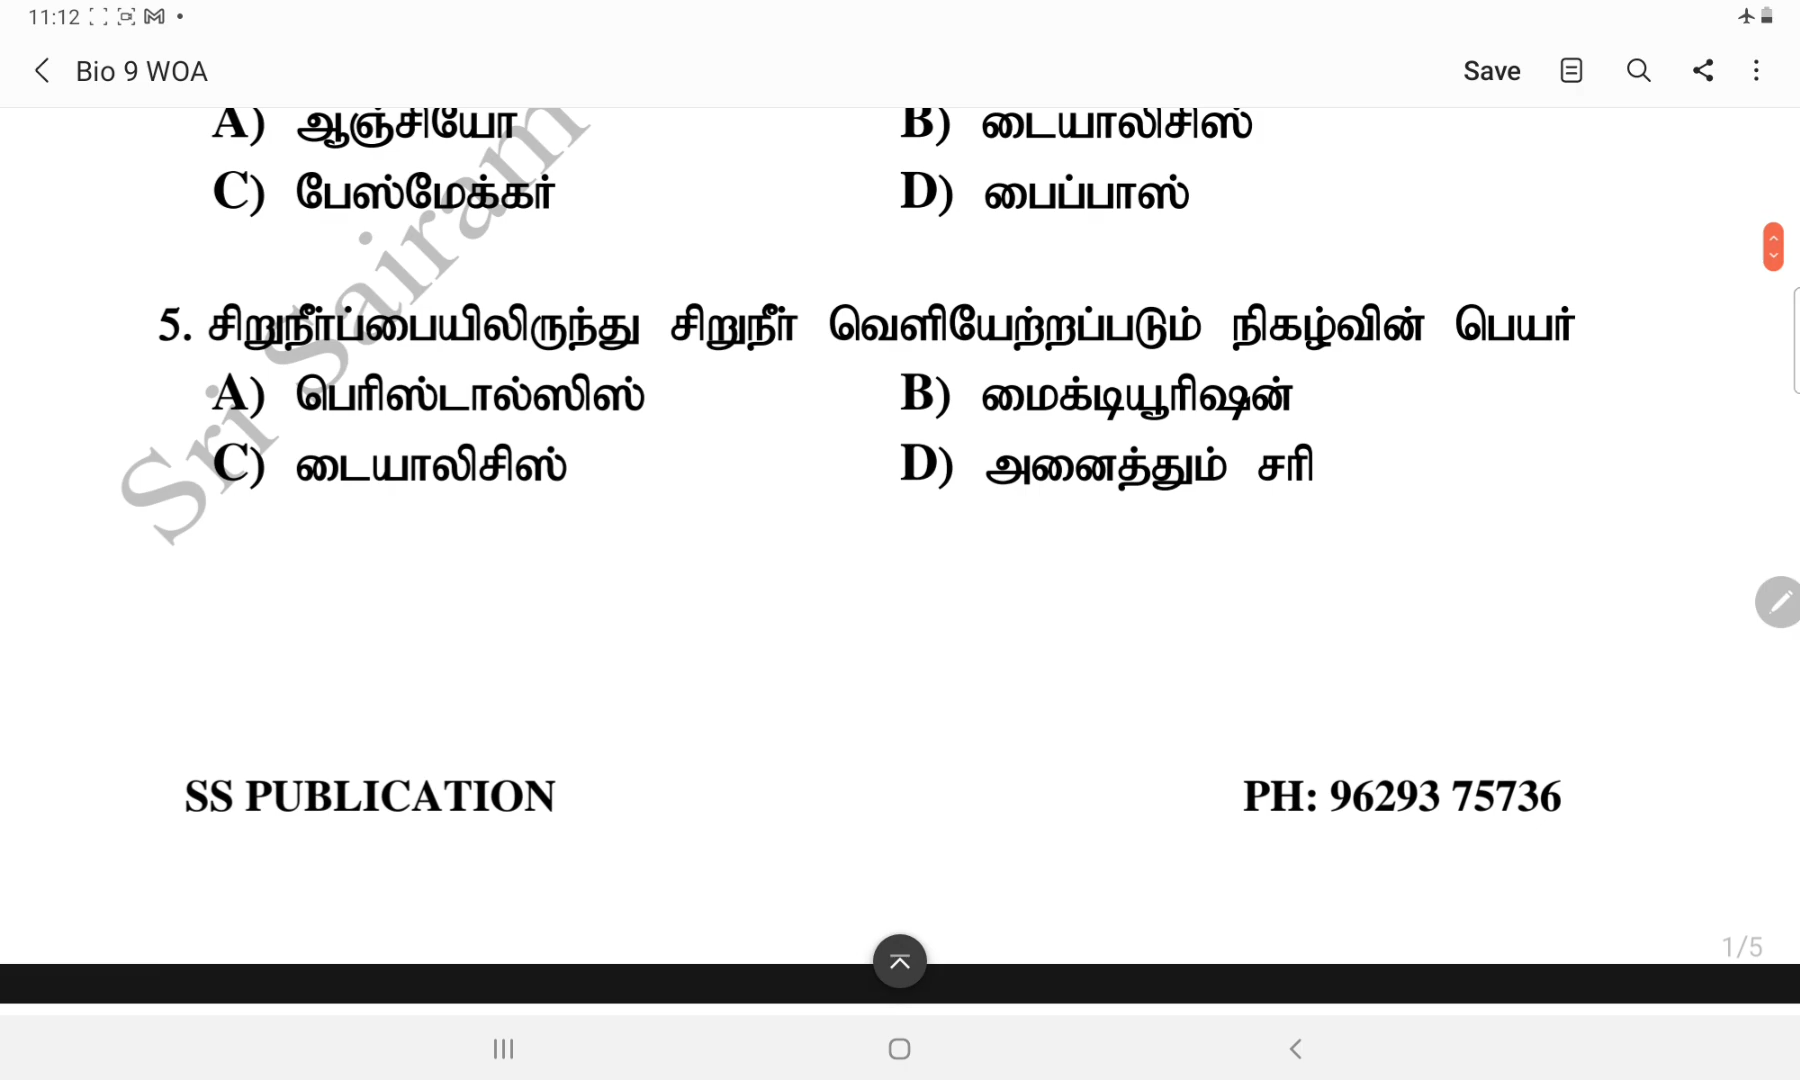 11:12
Bio 9 WOA
Save
A) ஆஞ்சியோ B) டையாலிசிஸ்
C) பேஸ்மேக்கர் D) பைப்பாஸ்
5. சிறுநீர்ப்பையிலிருந்து சிறுநீர் வெளியேற்றப்படும் நிகழ்வின் பெயர்
A) பெரிஸ்டால்ஸிஸ் B) மைக்டியூரிஷன்
C) டையாலிசிஸ் D) அனைத்தும் சரி
Sri Sairam
SS PUBLICATION PH: 96293 75736
1/5